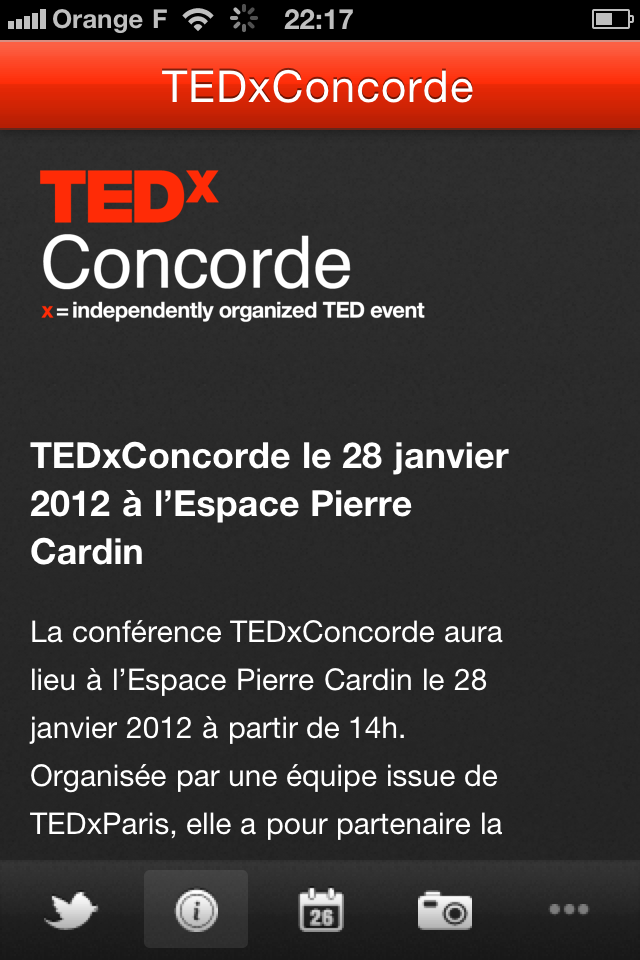 Orange F 22:17
TEDxConcorde
TEDx
Concorde
x = independently organized TED event
TEDxConcorde le 28 janvier
2012 à l’Espace Pierre
Cardin
La conférence TEDxConcorde aura
lieu à l’Espace Pierre Cardin le 28
janvier 2012 à partir de 14h.
Organisée par une équipe issue de
TEDxParis, elle a pour partenaire la
26